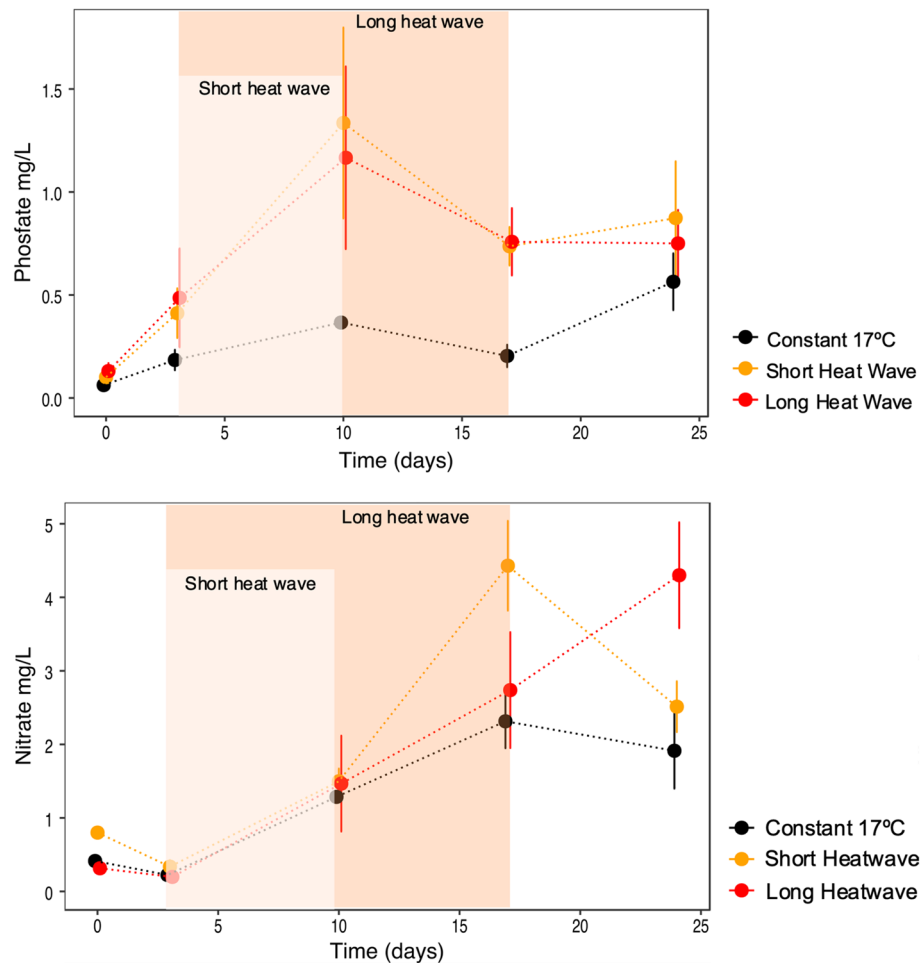 Long heat wave
Short heat wave
1.5
1.0
0.5
0.0
Phosfate mg/L
0 5 10 15 20 25
Time (days)
Constant 17ºC
Short Heat Wave
Long Heat Wave
Long heat wave
Short heat wave
5
4
3
2
1
0
Nitrate mg/L
0 5 10 15 20 25
Time (days)
Constant 17ºC
Short Heatwave
Long Heatwave